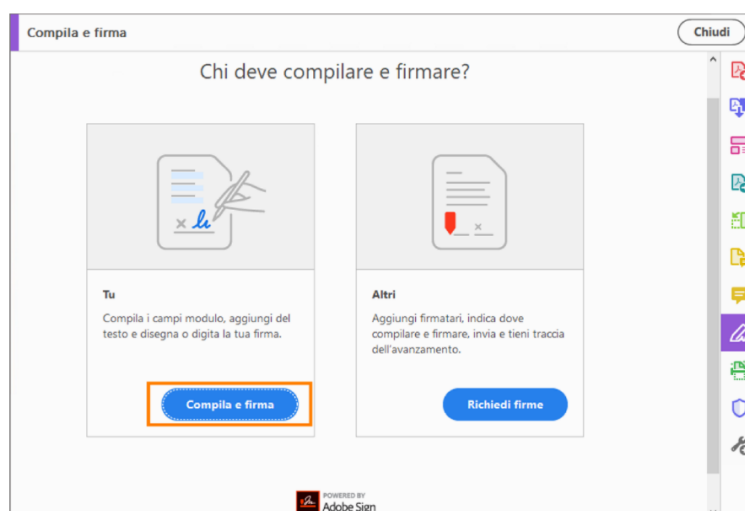 Compila e firma
Chiudi
Chi deve compilare e firmare?
Tu
Compila i campi modulo, aggiungi del
testo e disegna o digita la tua firma.
Compila e firma
Altri
Aggiungi firmatari, indica dove
compilare e firmare, invia e tieni traccia
dell'avanzamento.
Richiedi firme
POWERED BY
Adobe Sign